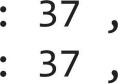 : 37 ,
: 37 ,